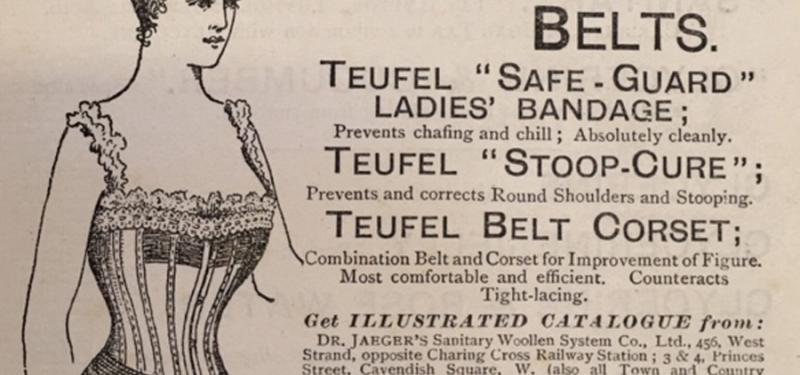 BELTS.
TEUFEL "SAFE-GUARD"
LADIES' BANDAGE;
Prevents chafing and chill; Absolutely cleanly.
TEUFEL "STOOP-CURE";
Prevents and corrects Round Shoulders and Stooping.
TEUFEL BELT CORSET;
Combination Belt and Corset for Improvement of Figure.
Most comfortable and efficient. Counteracts
Tight-lacing.
Get ILLUSTRATED CATALOGUE from:
DR. JAEGER'S Sanitary Woollen System Co., Ltd., 456, West
Strand, opposite Charing Cross Railway Station; 3 & 4, Princes
Street, Cavendish Square, W. (also all Town and Country